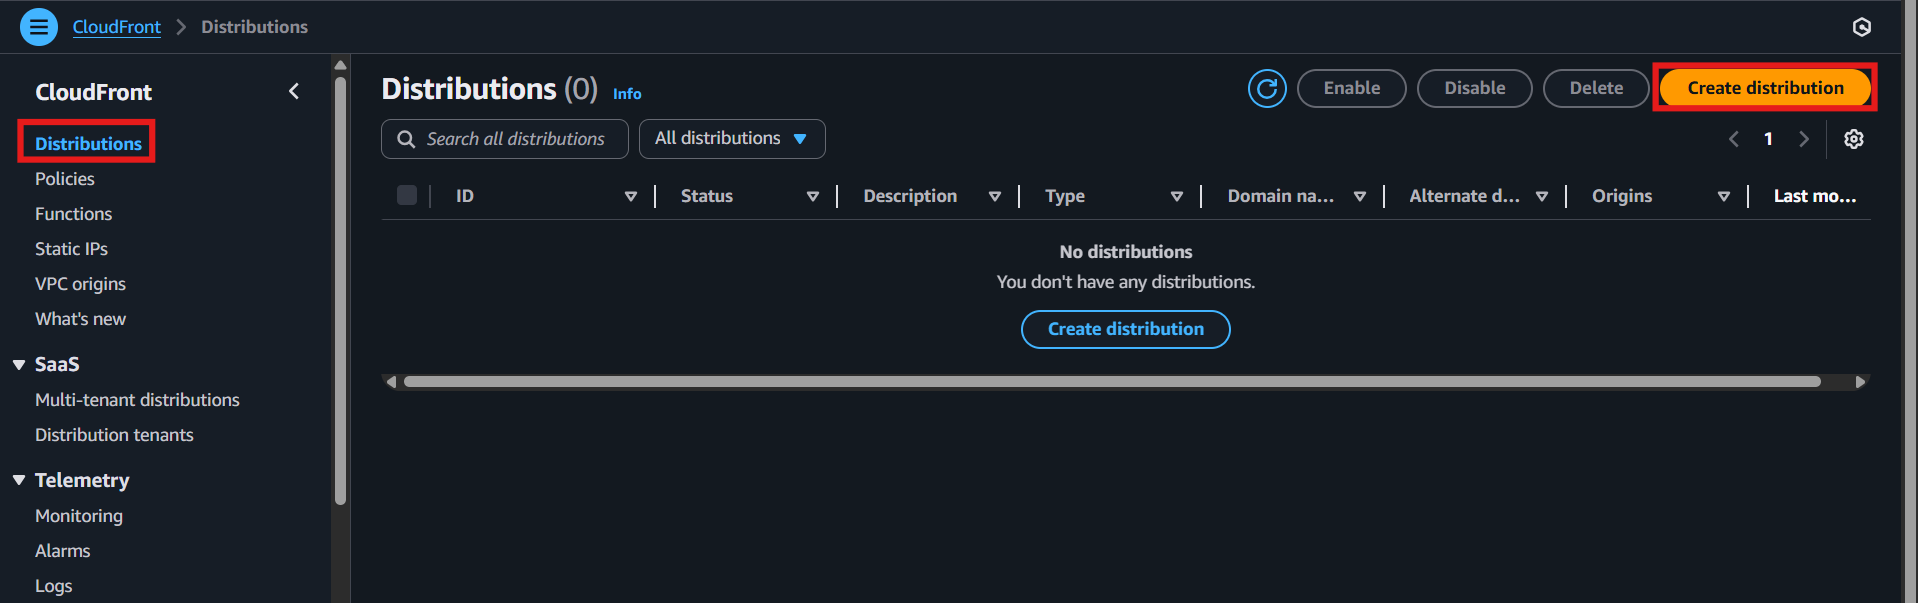 CloudFront > Distributions
CloudFront
Distributions
Policies
Functions
Static IPs
VPC origins
What's new
SaaS
Multi-tenant distributions
Distribution tenants
Telemetry
Monitoring
Alarms
Logs
Distributions (0) Info
Enable Disable Delete Create distribution
Search all distributions All distributions 1
ID Status Description Type Domain na... Alternate d... Origins Last mo...
No distributions
You don't have any distributions.
Create distribution